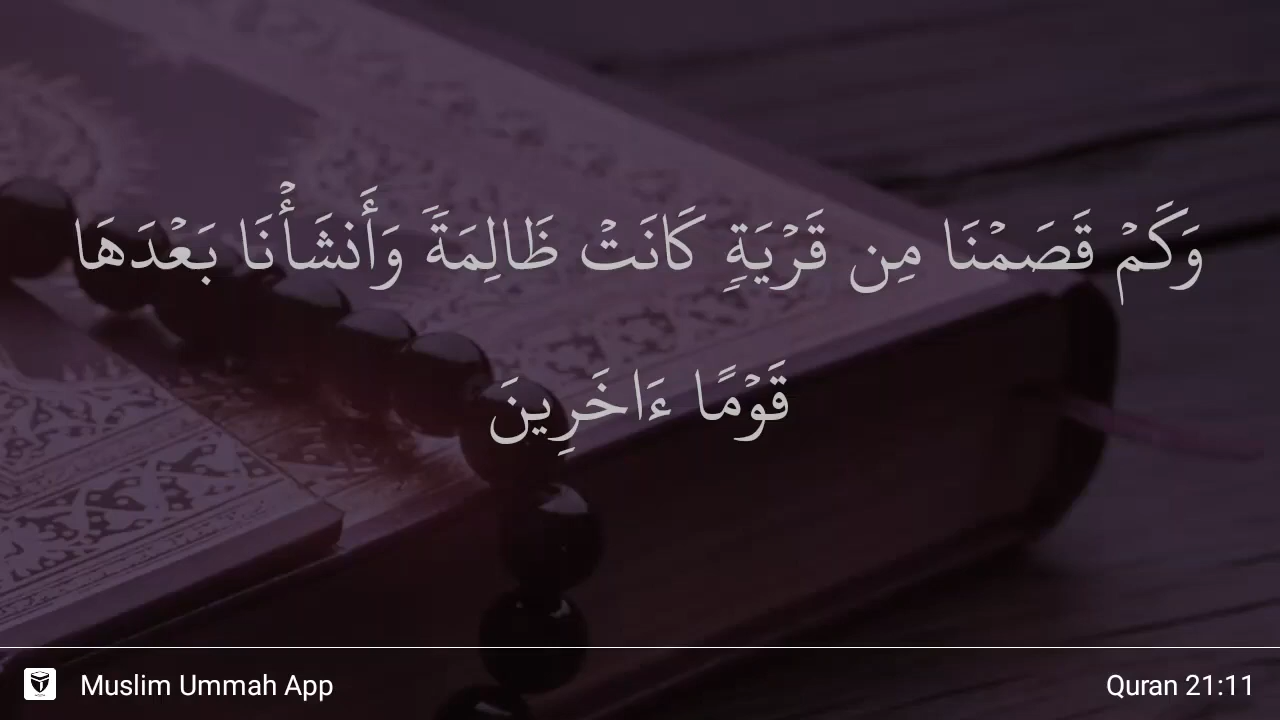 وَكَمۡ قَصَمۡنَا مِن قَرۡيَةٖ كَانَتۡ ظَالِمَةٗ وَأَنشَأۡنَا بَعۡدَهَا
قَوۡمًا ءَاخَرِينَ
Muslim Ummah App
Quran 21:11